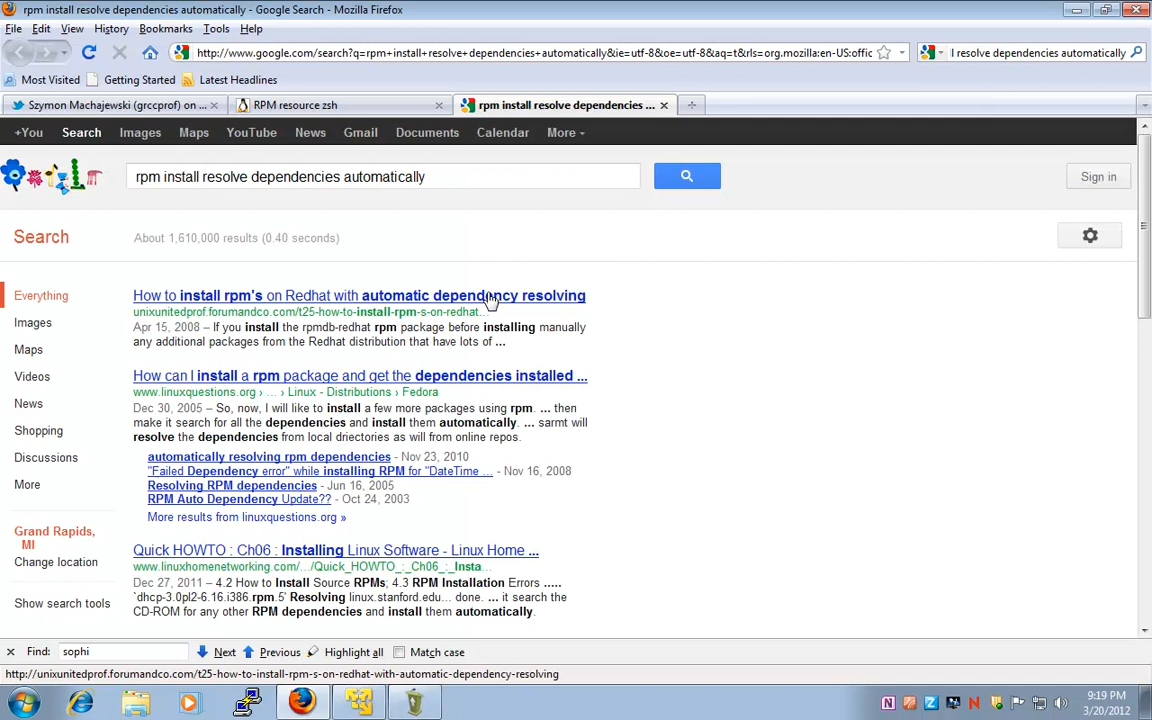 rpm install resolve dependencies automatically - Google Search - Mozilla Firefox
File Edit View History Bookmarks Tools Help
http://www.google.com/search?q=rpm+install+resolve+dependencies+automatically&ie=utf-8&oe=utf-8&aq=t&rls=org.mozilla:en-US:offic
l resolve dependencies automatically
Most Visited Getting Started Latest Headlines
Szymon Machajewski (grccprof) on ...
RPM resource zsh
rpm install resolve dependencies ...
+You Search Images Maps YouTube News Gmail Documents Calendar More
rpm install resolve dependencies automatically
Sign in
Search
About 1,610,000 results (0.40 seconds)
Everything
Images
Maps
Videos
News
Shopping
Discussions
More
Grand Rapids,
MI
Change location
Show search tools
How to install rpm's on Redhat with automatic dependency resolving
unixunitedprof.forumandco.com/t25-how-to-install-rpm-s-on-redhat...
Apr 15, 2008 – If you install the rpmdb-redhat rpm package before installing manually
any additional packages from the Redhat distribution that have lots of ...
How can I install a rpm package and get the dependencies installed ...
www.linuxquestions.org › ... › Linux - Distributions › Fedora
Dec 30, 2005 – So, now, I will like to install a few more packages using rpm. ... then
make it search for all the dependencies and install them automatically. ... sarmt will
resolve the dependencies from local driectories as will from online repos.
automatically resolving rpm dependencies - Nov 23, 2010
"Failed Dependency error" while installing RPM for "DateTime ... - Nov 16, 2008
Resolving RPM dependencies - Jun 16, 2005
RPM Auto Dependency Update?? - Oct 24, 2003
More results from linuxquestions.org »
Quick HOWTO : Ch06 : Installing Linux Software - Linux Home ...
www.linuxhomenetworking.com/.../Quick_HOWTO_:_Ch06_:_Insta...
Dec 27, 2011 – 4.2 How to Install Source RPMs; 4.3 RPM Installation Errors .....
`dhcp-3.0pl2-6.16.i386.rpm.5' Resolving linux.stanford.edu... done. ... it search the
CD-ROM for any other RPM dependencies and install them automatically.
Find: sophi Next Previous Highlight all Match case
http://unixunitedprof.forumandco.com/t25-how-to-install-rpm-s-on-redhat-with-automatic-dependency-resolving
9:19 PM
3/20/2012